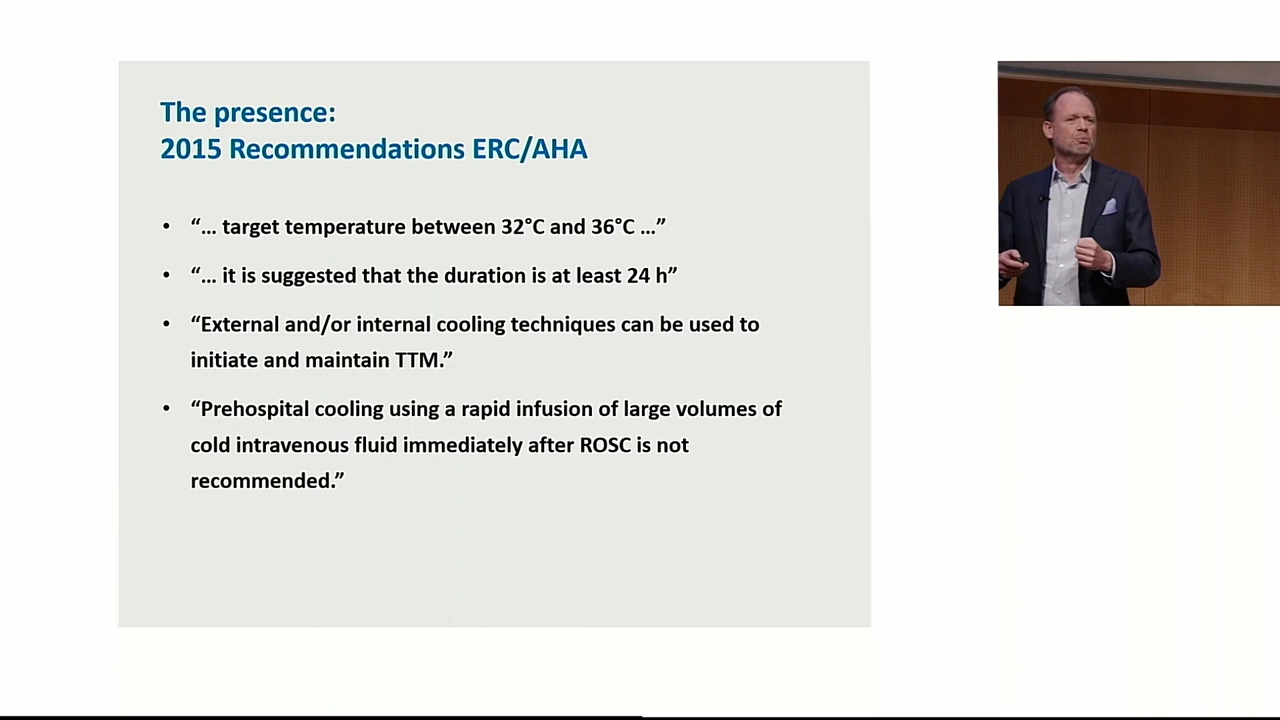 The presence:
2015 Recommendations ERC/AHA
• “… target temperature between 32°C and 36°C …”
• “… it is suggested that the duration is at least 24 h”
• “External and/or internal cooling techniques can be used to
initiate and maintain TTM.”
• “Prehospital cooling using a rapid infusion of large volumes of
cold intravenous fluid immediately after ROSC is not
recommended.”